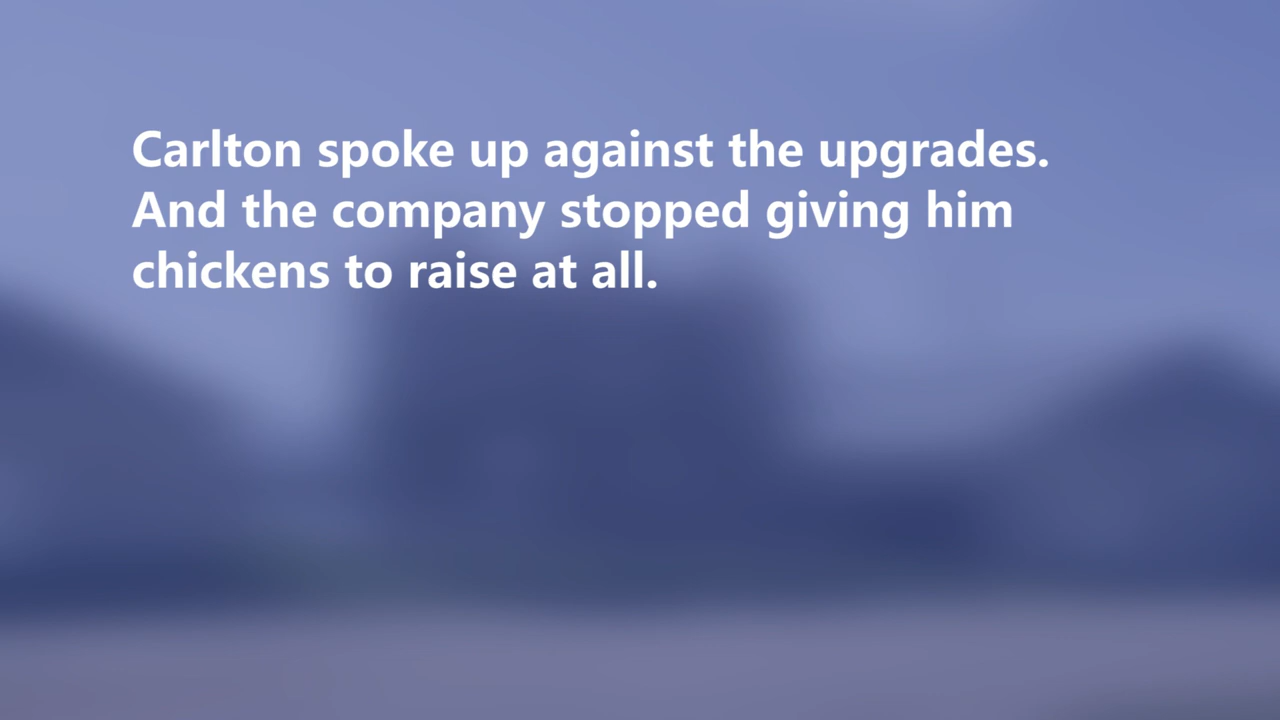 Carlton spoke up against the upgrades.
And the company stopped giving him
chickens to raise at all.